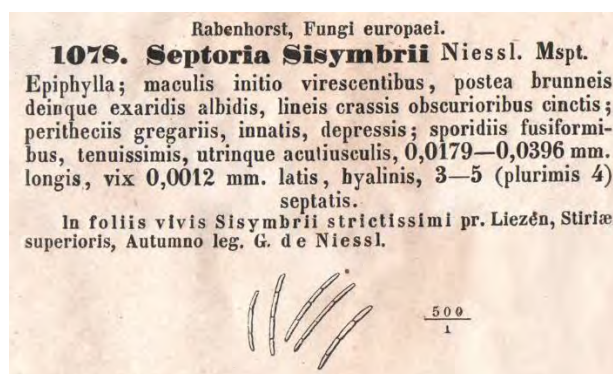 Rabenhorst, Fungi europaei.
1078. Septoria Sisymbrii Niessl. Mspt.
Epiphylla; maculis initio virescentibus, postea brunneis
deinque exaridis albidis, lineis crassis obscurioribus cinctis;
peritheciis gregariis, innatis, depressis; sporidiis fusiformi-
bus, tenuissimis, utrinque acutiusculis, 0,0179—0,0396 mm.
longis, vix 0,0012 mm. latis, hyalinis, 3—5 (plurimis 4)
septatis.
In foliis vivis Sisymbrii strictissimi pr. Liezén, Stiriæ
superioris, Autumno leg. G. de Niessl.
500
1